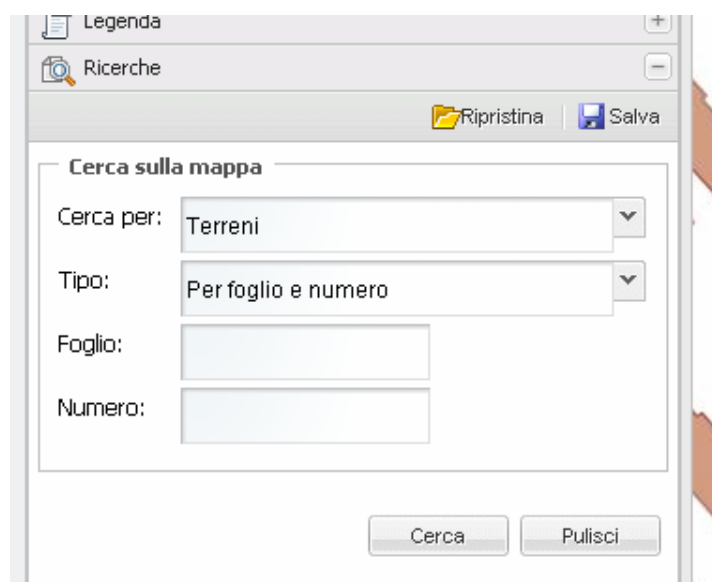 Legenda
Ricerche
Ripristina Salva
Cerca sulla mappa
Cerca per: Terreni
Tipo: Per foglio e numero
Foglio:
Numero:
Cerca Pulisci